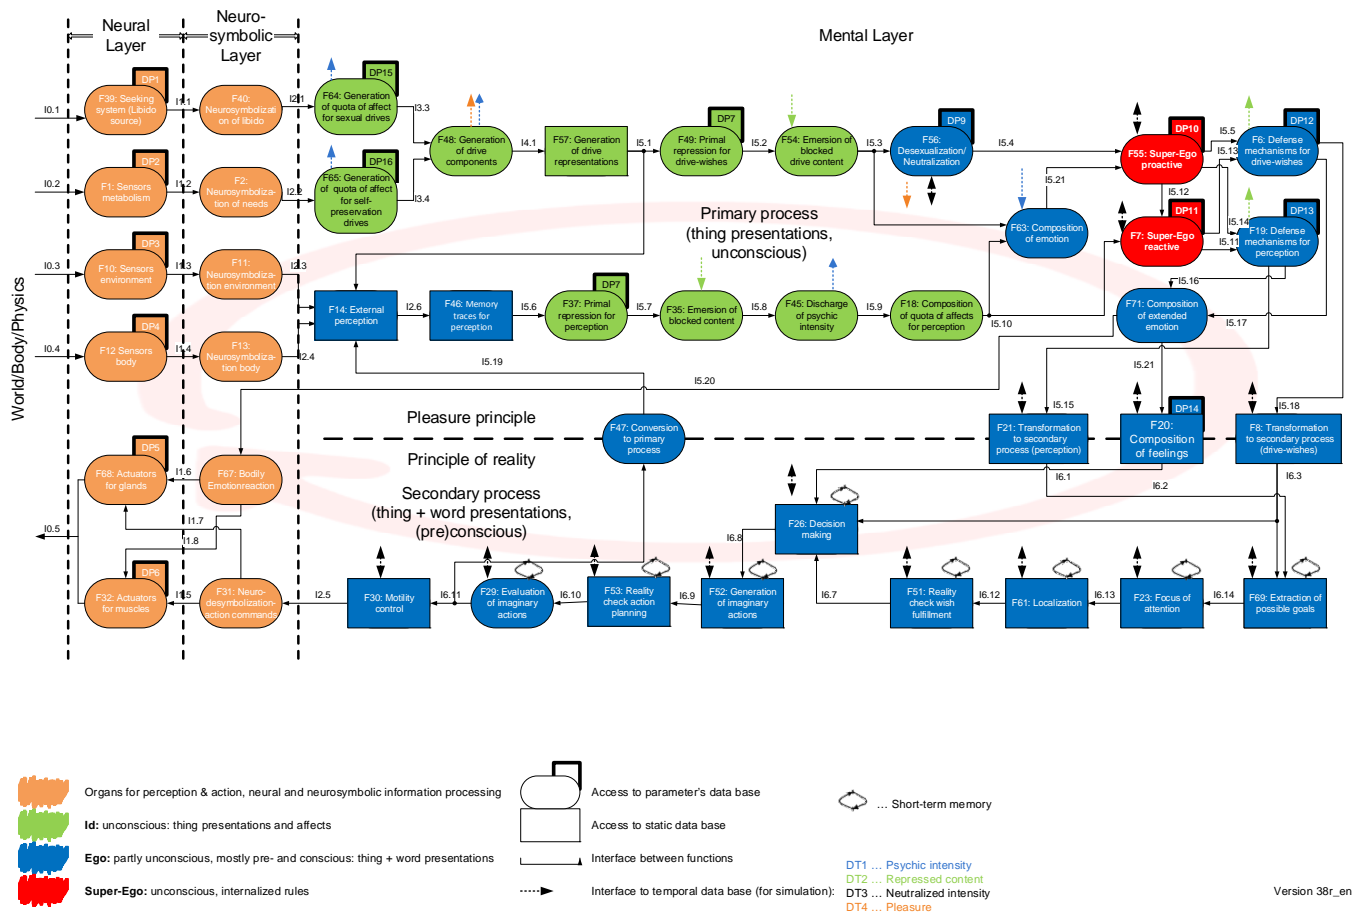 Neural
Layer
Neuro-
symbolic
Layer
Mental Layer
World/Body/Physics
I0.1
DP1
F39: Seeking
system (Libido
source)
I1.1
F40:
Neurosymbolizati
on of libido
I2.1
DP15
F64: Generation
of quota of affect
for sexual drives
I3.3
F48: Generation
of drive
components
I4.1
F57: Generation
of drive
representations
I5.1
DP7
F49: Primal
repression for
drive-wishes
I5.2
F54: Emersion of
blocked
drive content
I5.3
DP9
F56:
Desexualization/
Neutralization
I5.4
DP10
F55: Super-Ego
proactive
I5.5
I5.13
DP12
F6: Defense
mechanisms for
drive-wishes
I0.2
DP2
F1: Sensors
metabolism
I1.2
F2:
Neurosymboliza-
tion of needs
I2.2
DP16
F65: Generation
of quota of affect
for self-
preservation
drives
I3.4
I5.21
I5.12
Primary process
(thing presentations,
unconscious)
F63: Composition
of emotion
DP11
F7: Super-Ego
reactive
I5.14
I5.11
DP13
F19: Defense
mechanisms for
perception
I0.3
DP3
F10: Sensors
environment
I1.3
F11:
Neurosymboliza-
tion environment
I2.3
F14: External
perception
I2.6
F46: Memory
traces for
perception
I5.6
DP7
F37: Primal
repression for
perception
I5.7
F35: Emersion of
blocked content
I5.8
F45: Discharge
of psychic
intensity
I5.9
F18: Composition
of quota of affects
for perception
I5.10
I5.16
F71: Composition
of extended
emotion
I5.17
I0.4
DP4
F12 Sensors
body
I1.4
F13:
Neurosymboliza-
tion body
I2.4
I5.19
I5.20
I5.21
Pleasure principle
F47: Conversion
to primary
process
I5.15
F21: Transformation
to secondary
process (perception)
DP14
F20:
Composition
of feelings
I5.18
F8: Transformation
to secondary
process
(drive-wishes)
Principle of reality
DP5
F68: Actuators
for glands
I1.6
F67: Bodily
Emotionreaction
I6.1
I6.2
I6.3
Secondary process
(thing + word presentations,
(pre)conscious)
I0.5
I1.7
I1.8
F26: Decision
making
I6.8
DP6
F32: Actuators
for muscles
I1.5
F31: Neuro-
desymbolization-
action commands
I2.5
F30: Motility
control
I6.11
F29: Evaluation
of imaginary
actions
I6.10
F53: Reality
check action
planning
I6.9
F52: Generation
of imaginary
actions
I6.7
F51: Reality
check wish
fulfillment
I6.12
F61: Localization
I6.13
F23: Focus of
attention
I6.14
F69: Extraction of
possible goals
Organs for perception & action, neural and neurosymbolic information processing
Id: unconscious: thing presentations and affects
Ego: partly unconscious, mostly pre- and conscious: thing + word presentations
Super-Ego: unconscious, internalized rules
Access to parameter's data base
Access to static data base
Interface between functions
Interface to temporal data base (for simulation):
... Short-term memory
DT1 ... Psychic intensity
DT2 ... Repressed content
DT3 ... Neutralized intensity
DT4 ... Pleasure
Version 38r_en